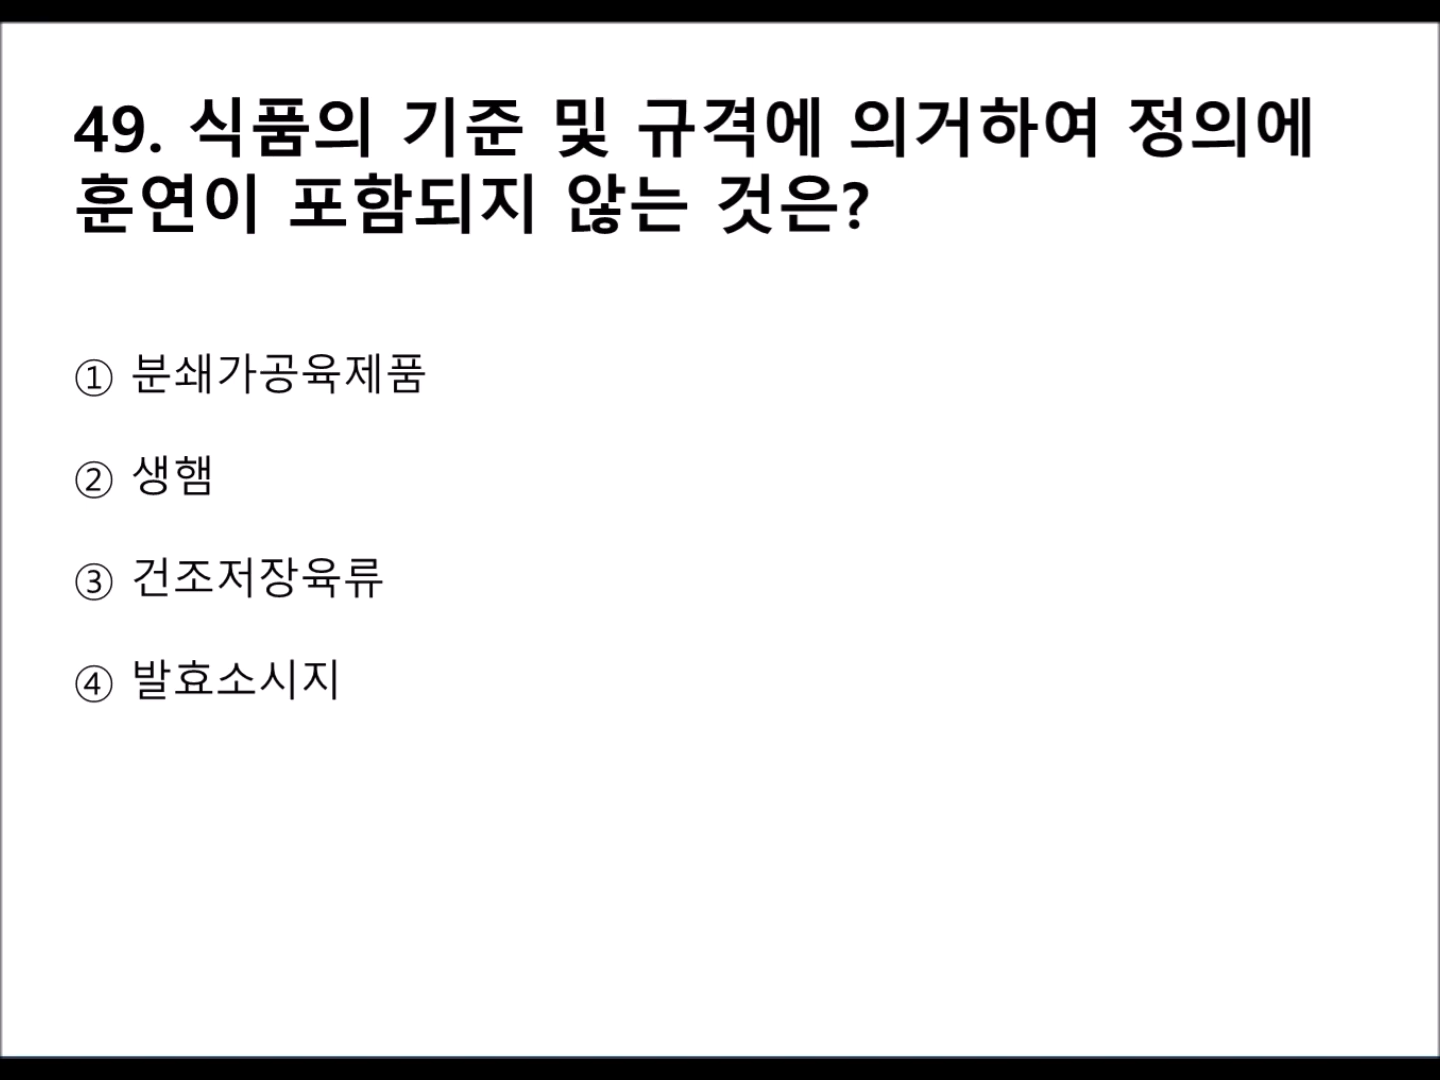 49. 식품의 기준 및 규격에 의거하여 정의에
훈연이 포함되지 않는 것은?
① 분쇄가공육제품
② 생햄
③ 건조저장육류
④ 발효소시지